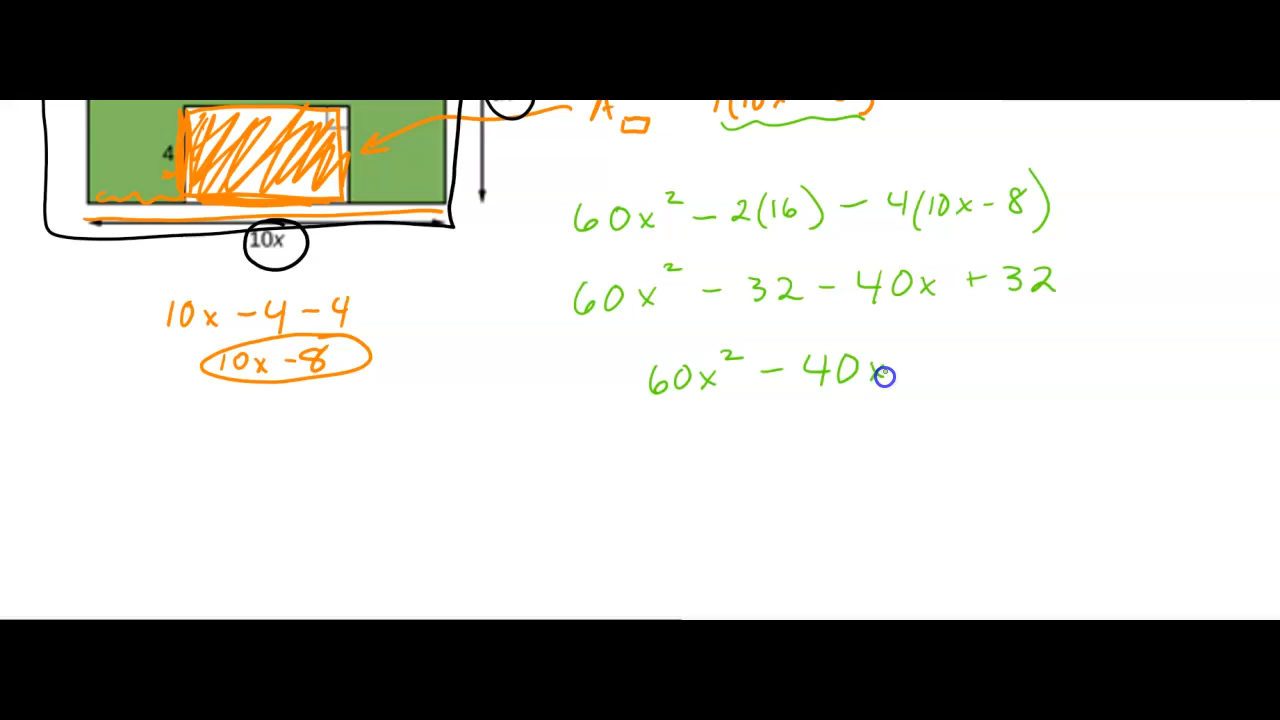 4
10x
10x - 4 - 4
10x - 8
A
60x² - 2(16) - 4(10x - 8)
60x² - 32 - 40x + 32
60x² - 40x